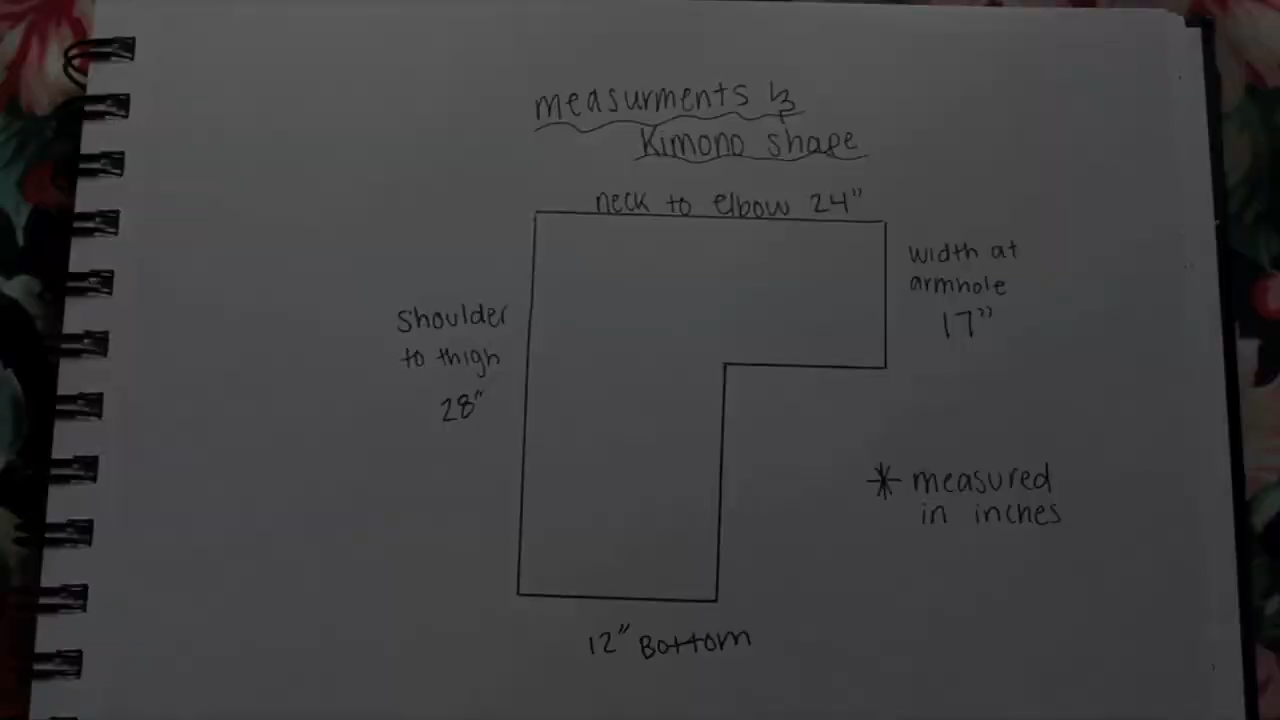 measurments &
Kimono shape
neck to elbow 24"
width at
armhole
17"
shoulder
to thigh
28"
* measured
in inches
12" Bottom